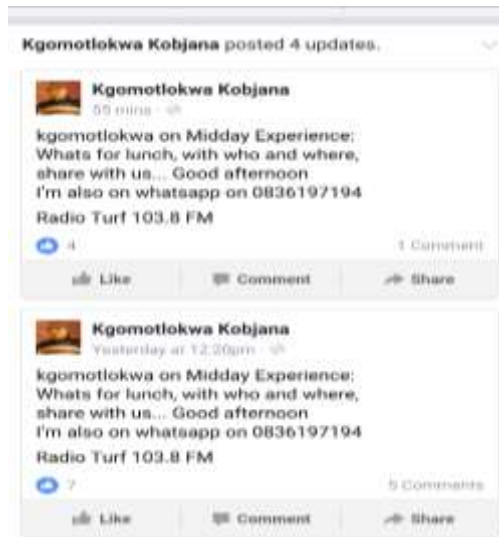 Kgomotlokwa Kobjana posted 4 updates.
Kgomotlokwa Kobjana
55 mins
kgomotlokwa on Midday Experience:
Whats for lunch, with who and where,
share with us... Good afternoon
I'm also on whatsapp on 0836197194
Radio Turf 103.8 FM
4
1 Comment
Like Comment Share
Kgomotlokwa Kobjana
Yesterday at 12:20pm
kgomotlokwa on Midday Experience:
Whats for lunch, with who and where,
share with us... Good afternoon
I'm also on whatsapp on 0836197194
Radio Turf 103.8 FM
7
5 Comments
Like Comment Share